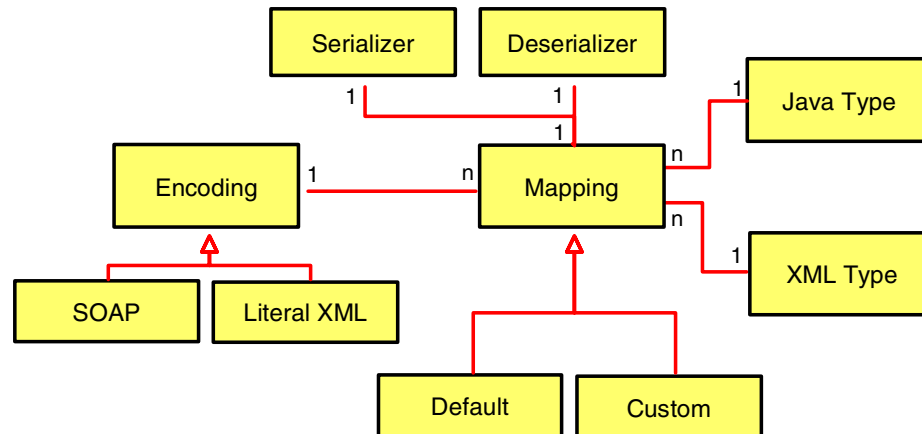 Serializer
Deserializer
Java Type
1
1
1
1
n
Encoding
1
n
Mapping
n
1
XML Type
SOAP
Literal XML
Default
Custom